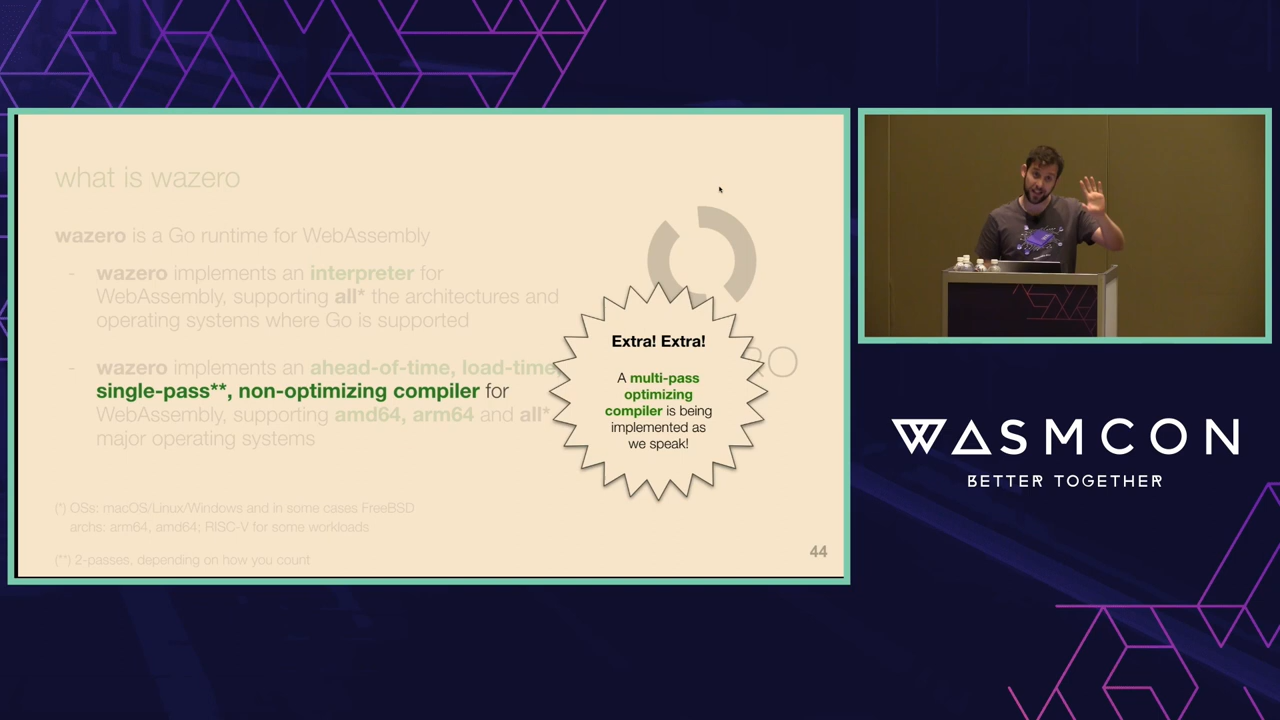 what is wazero
wazero is a Go runtime for WebAssembly
- wazero implements an interpreter for
WebAssembly, supporting all* the architectures and
operating systems where Go is supported
- wazero implements an ahead-of-time, load-time,
single-pass**, non-optimizing compiler for
WebAssembly, supporting amd64, arm64 and all*
major operating systems
(*) OSs: macOS/Linux/Windows and in some cases FreeBSD
archs: arm64, amd64; RISC-V for some workloads
(**) 2-passes, depending on how you count
RO
Extra! Extra!
A multi-pass
optimizing
compiler is being
implemented as
we speak!
44
WASMCON
BETTER TOGETHER